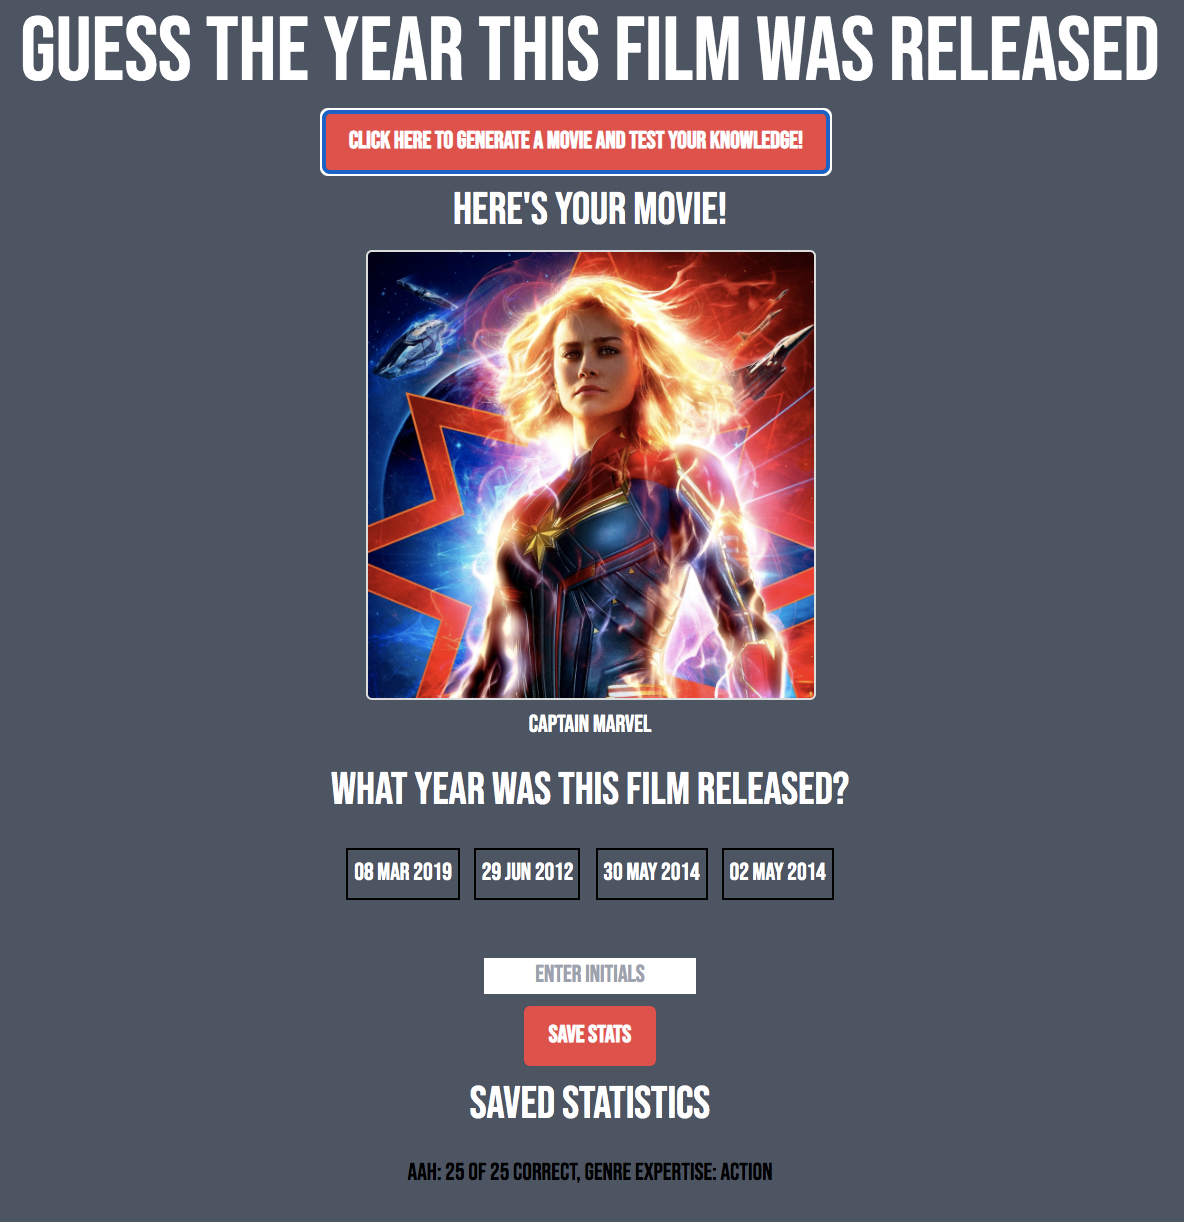 GUESS THE YEAR THIS FILM WAS RELEASED
CLICK HERE TO GENERATE A MOVIE AND TEST YOUR KNOWLEDGE!
HERE'S YOUR MOVIE!
CAPTAIN MARVEL
WHAT YEAR WAS THIS FILM RELEASED?
08 MAR 2019 29 JUN 2012 30 MAY 2014 02 MAY 2014
ENTER INITIALS
SAVE STATS
SAVED STATISTICS
AAH: 25 OF 25 CORRECT, GENRE EXPERTISE: ACTION